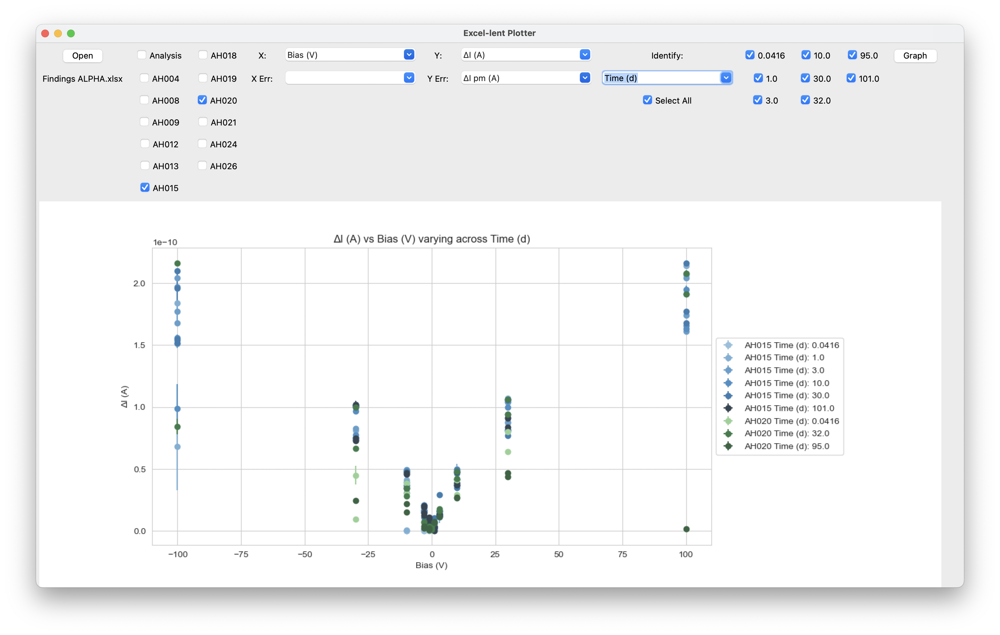 Excel-lent Plotter
Open
Analysis
AH018
X:
Bias (V)
Y:
ΔI (A)
Identify:
0.0416
10.0
95.0
Graph
Findings ALPHA.xlsx
AH004
AH019
X Err:
Y Err:
ΔI pm (A)
Time (d)
1.0
30.0
101.0
AH008
AH020
Select All
3.0
32.0
AH009
AH021
AH012
AH024
AH013
AH026
AH015
ΔI (A) vs Bias (V) varying across Time (d)
1e−10
2.0
1.5
1.0
0.5
0.0
ΔI (A)
−100
−75
−50
−25
0
25
50
75
100
Bias (V)
AH015 Time (d): 0.0416
AH015 Time (d): 1.0
AH015 Time (d): 3.0
AH015 Time (d): 10.0
AH015 Time (d): 30.0
AH015 Time (d): 101.0
AH020 Time (d): 0.0416
AH020 Time (d): 32.0
AH020 Time (d): 95.0